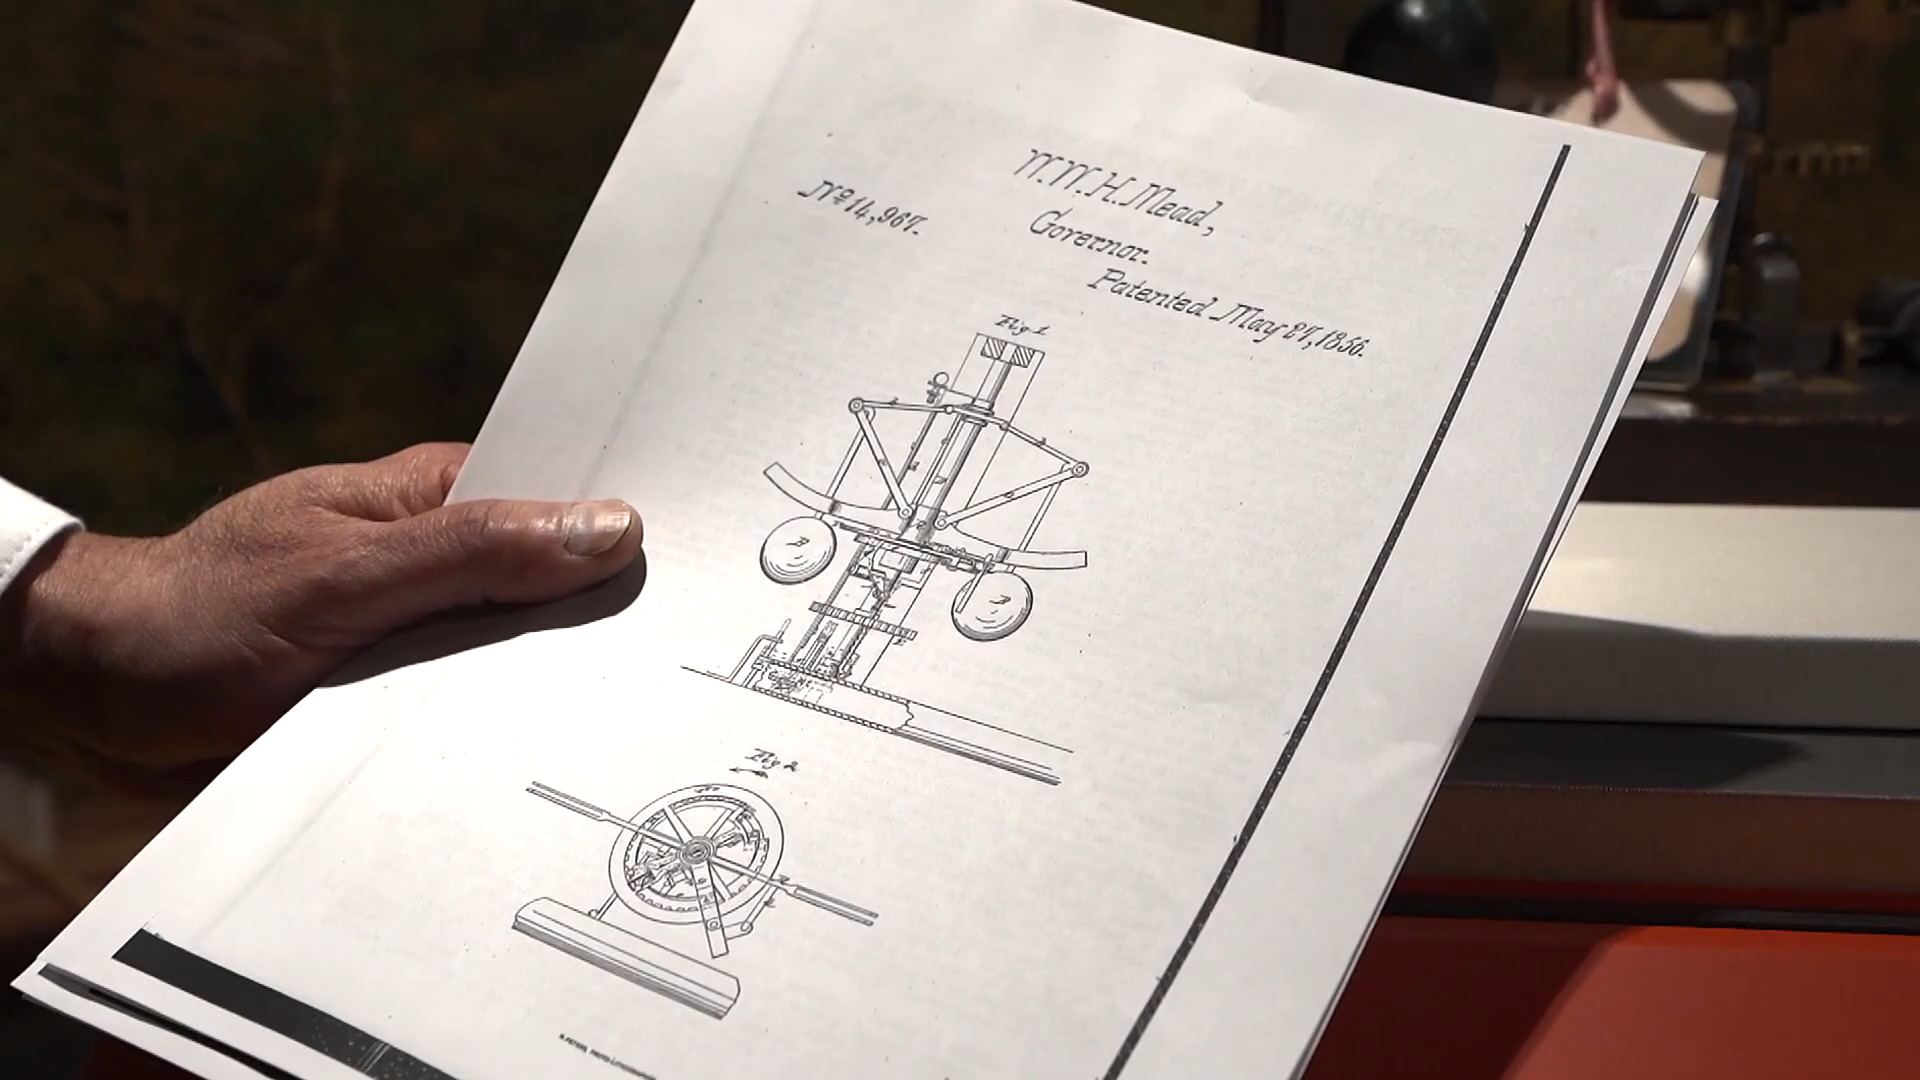 W. W. H. Mead,
Governor.
Nº 14,967.
Patented May 27, 1856.
Fig. 1
B
B
Fig. 2